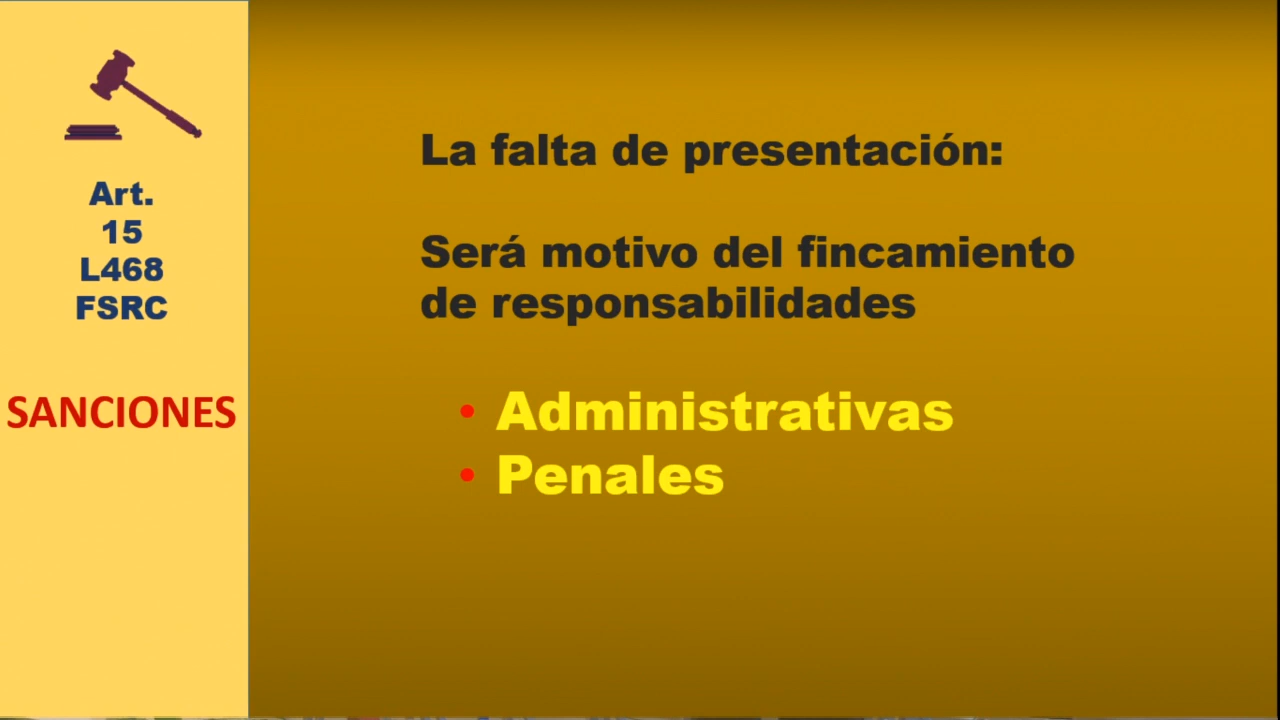 Art.
15
L468
FSRC
SANCIONES
La falta de presentación:
Será motivo del fincamiento
de responsabilidades
• Administrativas
• Penales